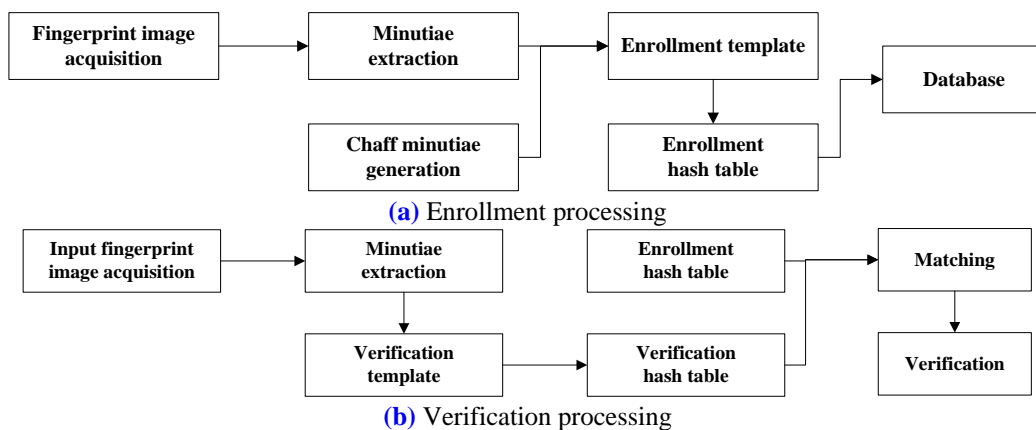 Fingerprint image
acquisition
Minutiae
extraction
Enrollment template
Database
Chaff minutiae
generation
Enrollment
hash table
(a) Enrollment processing
Input fingerprint
image acquisition
Minutiae
extraction
Enrollment
hash table
Matching
Verification
template
Verification
hash table
Verification
(b) Verification processing